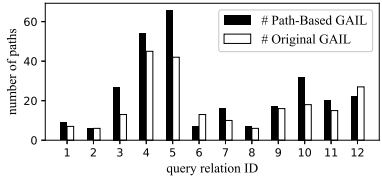 # Path-Based GAIL
# Original GAIL
number of paths
60
40
20
0
1 2 3 4 5 6 7 8 9 10 11 12
query relation ID